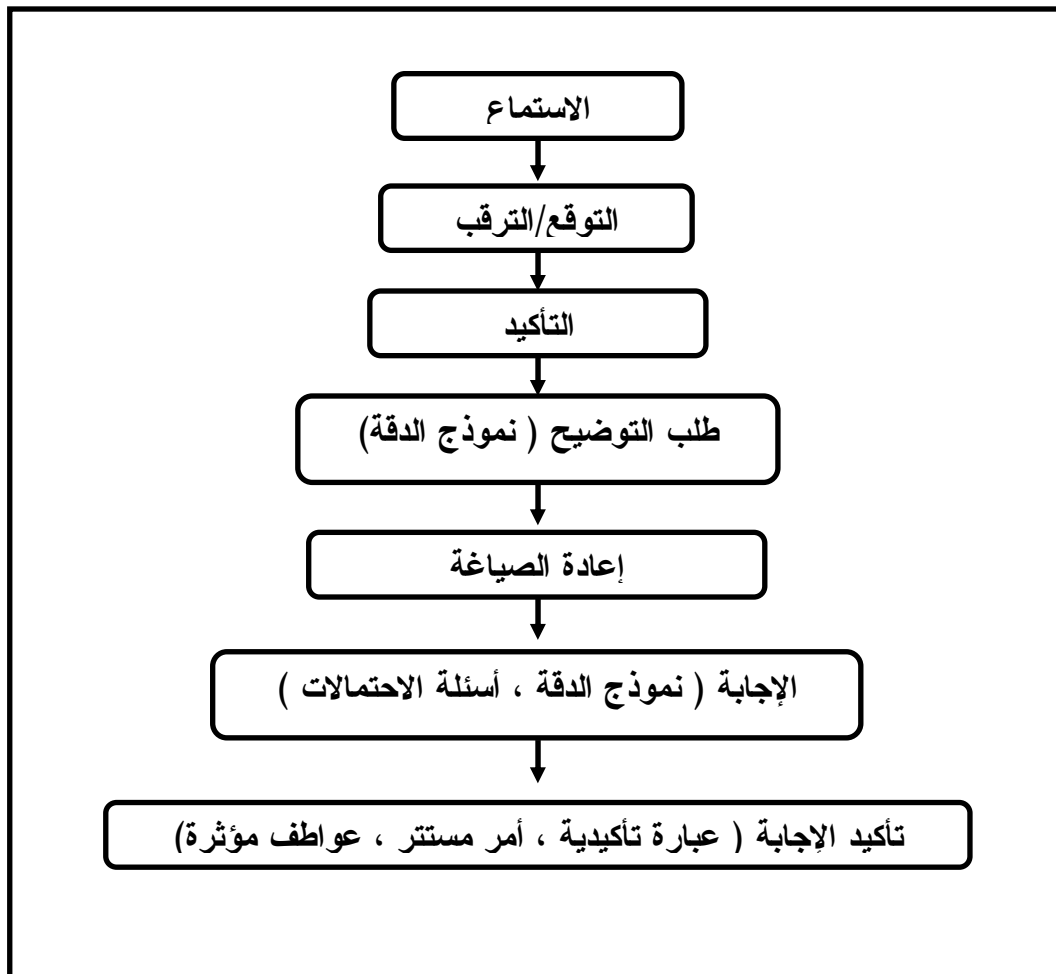 الاستماع
التوقع/الترقب
التأكيد
طلب التوضيح ( نموذج الدقة)
إعادة الصياغة
الإجابة ( نموذج الدقة ، أسئلة الاحتمالات )
تأكيد الإجابة ( عبارة تأكيدية ، أمر مستتر ، عواطف مؤثرة)